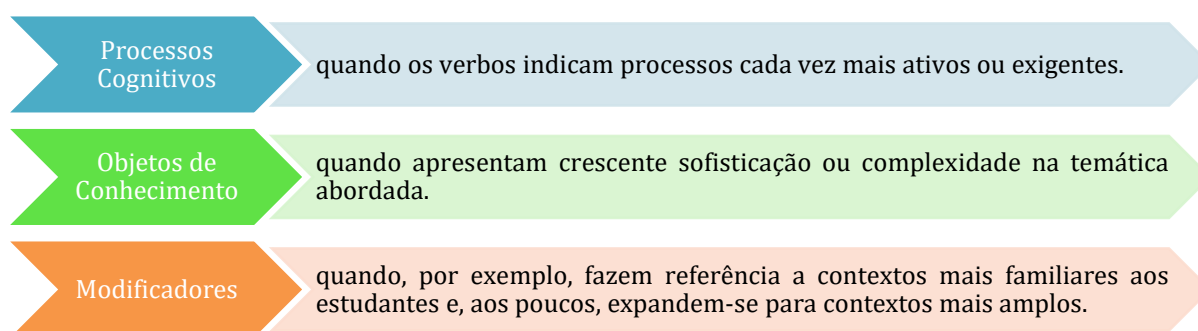 Processos
Cognitivos
quando os verbos indicam processos cada vez mais ativos ou exigentes.
Objetos de
Conhecimento
quando apresentam crescente sofisticação ou complexidade na temática
abordada.
Modificadores
quando, por exemplo, fazem referência a contextos mais familiares aos
estudantes e, aos poucos, expandem-se para contextos mais amplos.